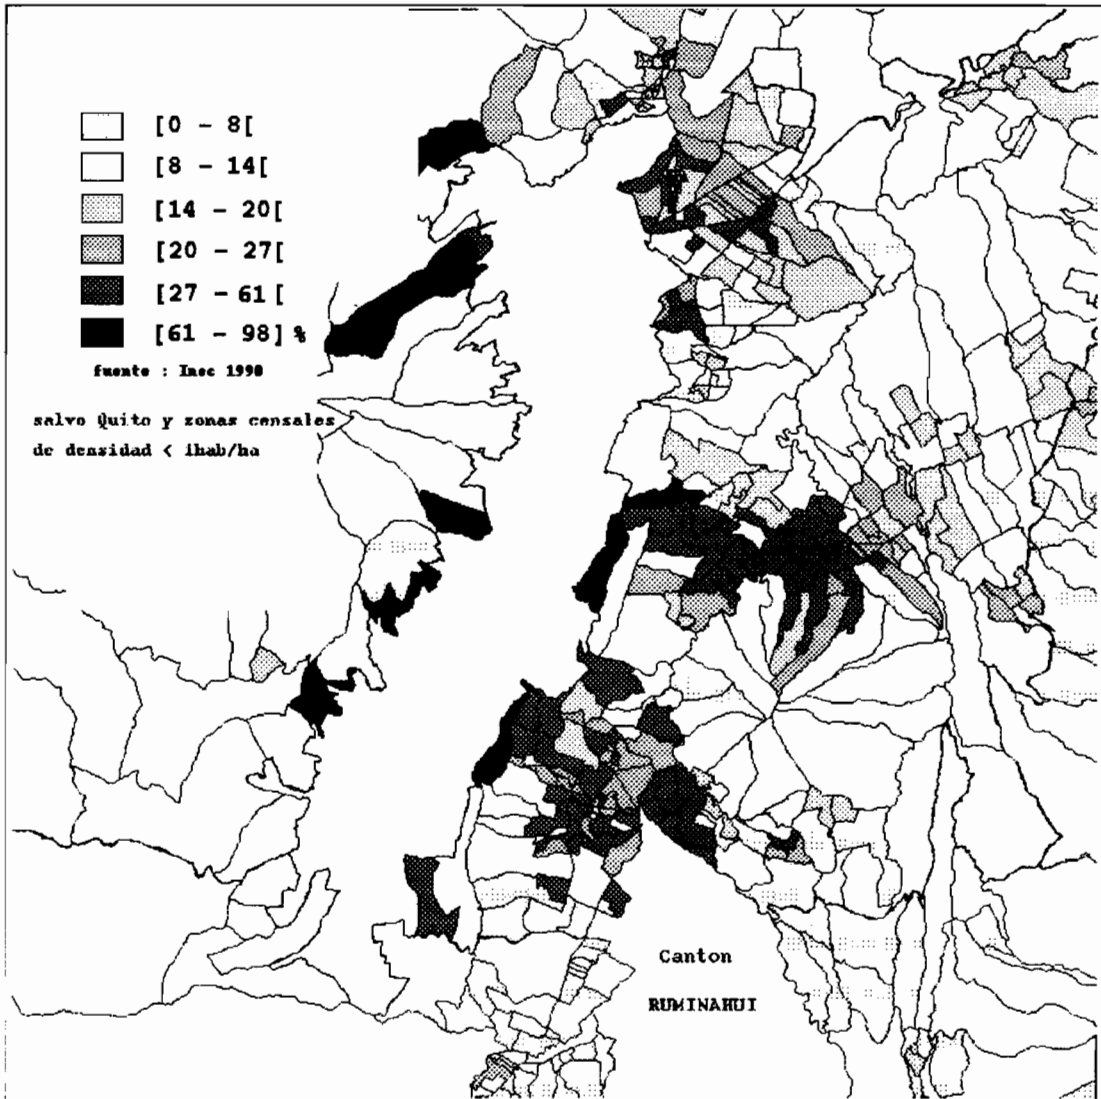 [0 - 8[
[8 - 14[
[14 - 20[
[20 - 27[
[27 - 61 [
[61 - 98] %
fuente : Inec 1990
salvo Quito y zonas censales
de densidad < 1hab/ha
Canton
RUMINAHUI